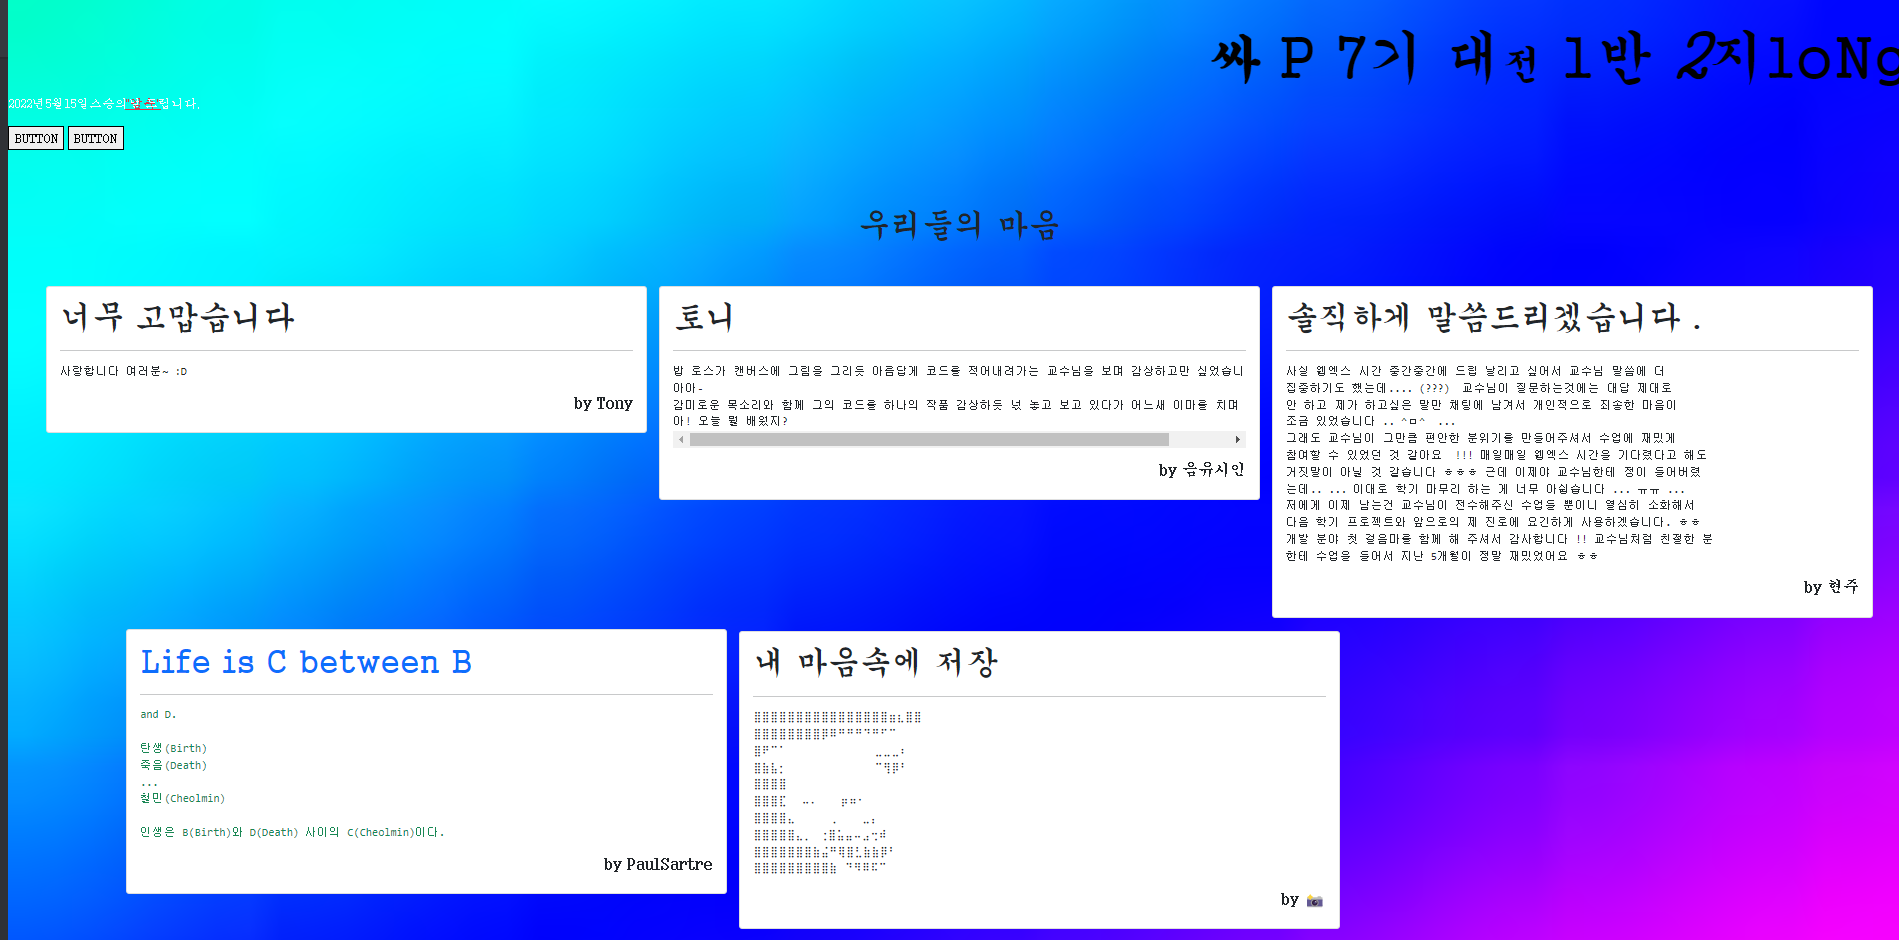 싸 P 7기 대전 1반 2지loNg
2022년5월15일스승의날 드립니다.
BUTTON BUTTON
우리들의 마음
너무 고맙습니다
사랑합니다 여러분~ :D
by Tony
토니
밥 로스가 캔버스에 그림을 그리듯 아름답게 코드를 적어내려가는 교수님을 보며 감상하고만 싶었습니
아아-
감미로운 목소리와 함께 그의 코드를 하나의 작품 감상하듯 넋 놓고 보고 있다가 어느새 이마를 치며
아! 오늘 뭘 배웠지?
by 음유시인
솔직하게 말씀드리겠습니다 .
사실 웹엑스 시간 중간중간에 드립 날리고 싶어서 교수님 말씀에 더
집중하기도 했는데.... (???) 교수님이 질문하는것에는 대답 제대로
안 하고 제가 하고싶은 말만 채팅에 남겨서 개인적으로 죄송한 마음이
조금 있었습니다 .. ^ㅁ^ ...
그래도 교수님이 그만큼 편안한 분위기를 만들어주셔서 수업에 재밌게
참여할 수 있었던 것 같아요 !!! 매일매일 웹엑스 시간을 기다렸다고 해도
거짓말이 아닐 것 같습니다 ㅎㅎㅎ 근데 이제야 교수님한테 정이 들어버렸
는데.. ... 이대로 학기 마무리 하는 게 너무 아쉽습니다 ... ㅠㅠ ...
저에게 이제 남는건 교수님이 전수해주신 수업들 뿐이니 열심히 소화해서
다음 학기 프로젝트와 앞으로의 제 진로에 요긴하게 사용하겠습니다. ㅎㅎ
개발 분야 첫 걸음마를 함께 해 주셔서 감사합니다 !! 교수님처럼 친절한 분
한테 수업을 들어서 지난 5개월이 정말 재밌었어요 ㅎㅎ
by 현주
Life is C between B
and D.
탄생(Birth)
죽음(Death)
...
철민(Cheolmin)
인생은 B(Birth)와 D(Death) 사이의 C(Cheolmin)이다.
by PaulSartre
내 마음속에 저장
by 📸